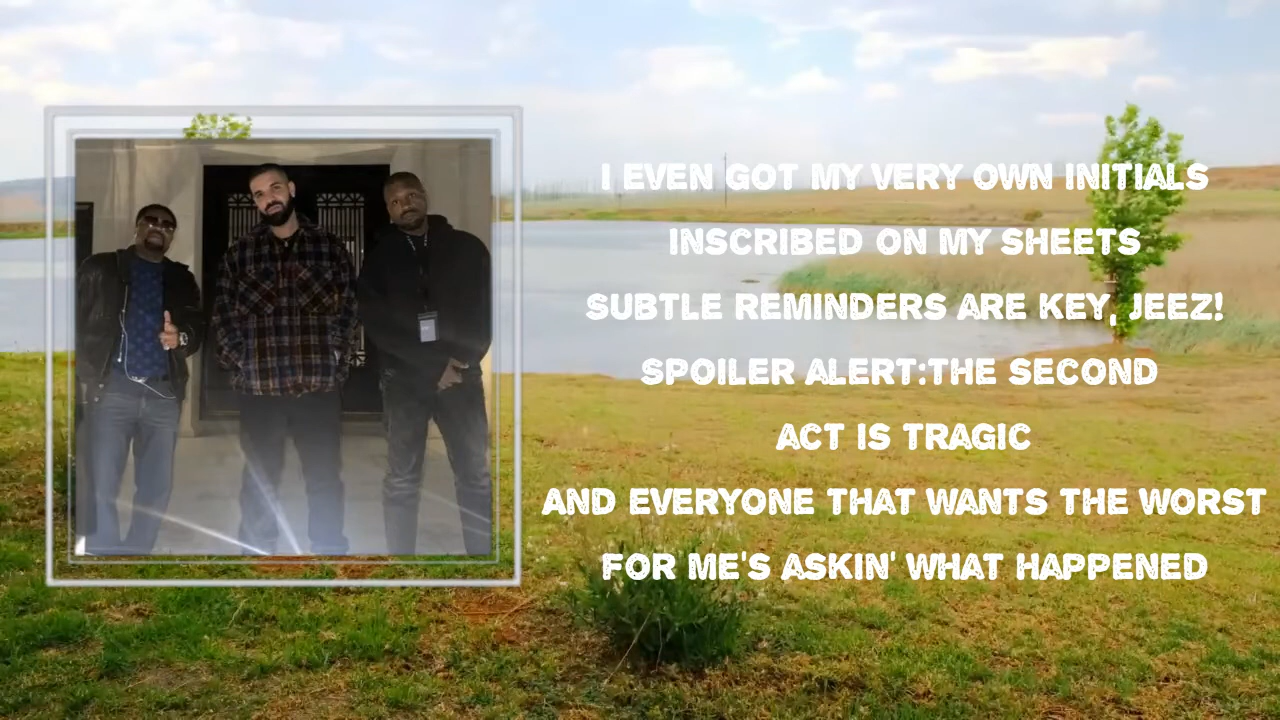 I EVEN GOT MY VERY OWN INITIALS
INSCRIBED ON MY SHEETS
SUBTLE REMINDERS ARE KEY, JEEZ!
SPOILER ALERT:THE SECOND
ACT IS TRAGIC
AND EVERYONE THAT WANTS THE WORST
FOR ME'S ASKIN' WHAT HAPPENED